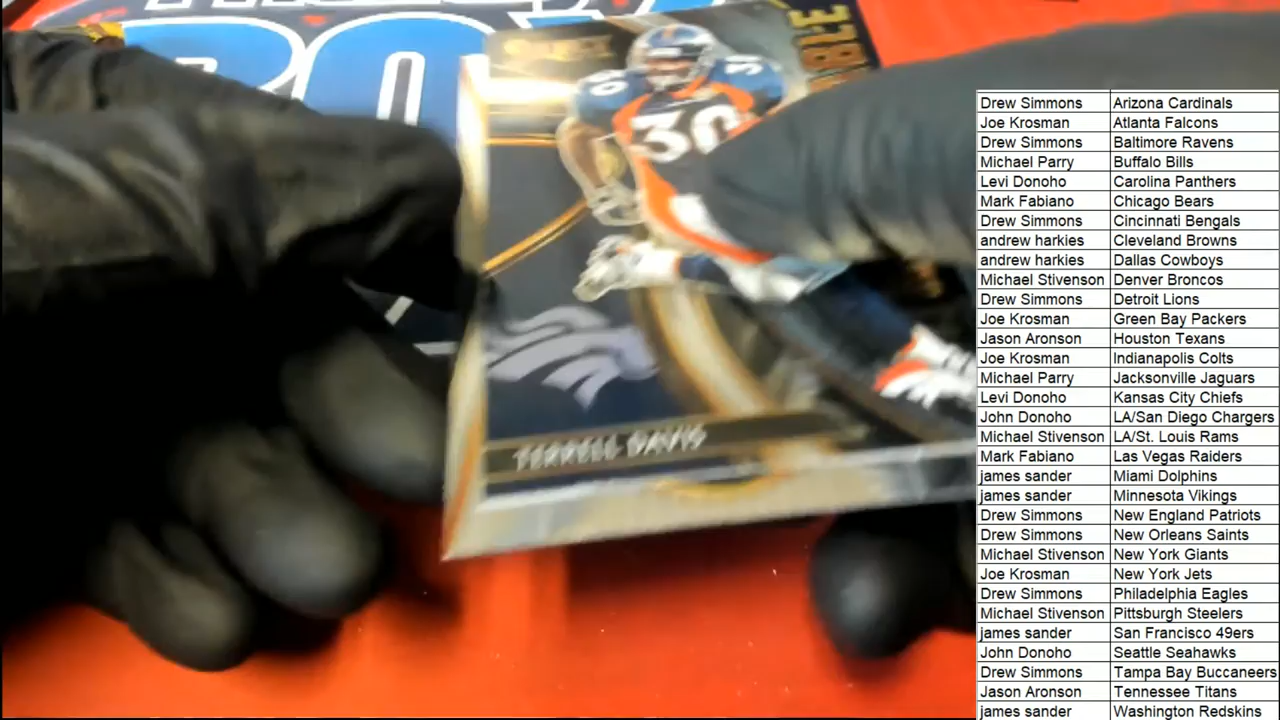 SELECT
30
30
TERRELL DAVIS
Drew Simmons Arizona Cardinals
Joe Krosman Atlanta Falcons
Drew Simmons Baltimore Ravens
Michael Parry Buffalo Bills
Levi Donoho Carolina Panthers
Mark Fabiano Chicago Bears
Drew Simmons Cincinnati Bengals
andrew harkies Cleveland Browns
andrew harkies Dallas Cowboys
Michael Stivenson Denver Broncos
Drew Simmons Detroit Lions
Joe Krosman Green Bay Packers
Jason Aronson Houston Texans
Joe Krosman Indianapolis Colts
Michael Parry Jacksonville Jaguars
Levi Donoho Kansas City Chiefs
John Donoho LA/San Diego Chargers
Michael Stivenson LA/St. Louis Rams
Mark Fabiano Las Vegas Raiders
james sander Miami Dolphins
james sander Minnesota Vikings
Drew Simmons New England Patriots
Drew Simmons New Orleans Saints
Michael Stivenson New York Giants
Joe Krosman New York Jets
Drew Simmons Philadelphia Eagles
Michael Stivenson Pittsburgh Steelers
james sander San Francisco 49ers
John Donoho Seattle Seahawks
Drew Simmons Tampa Bay Buccaneers
Jason Aronson Tennessee Titans
james sander Washington Redskins